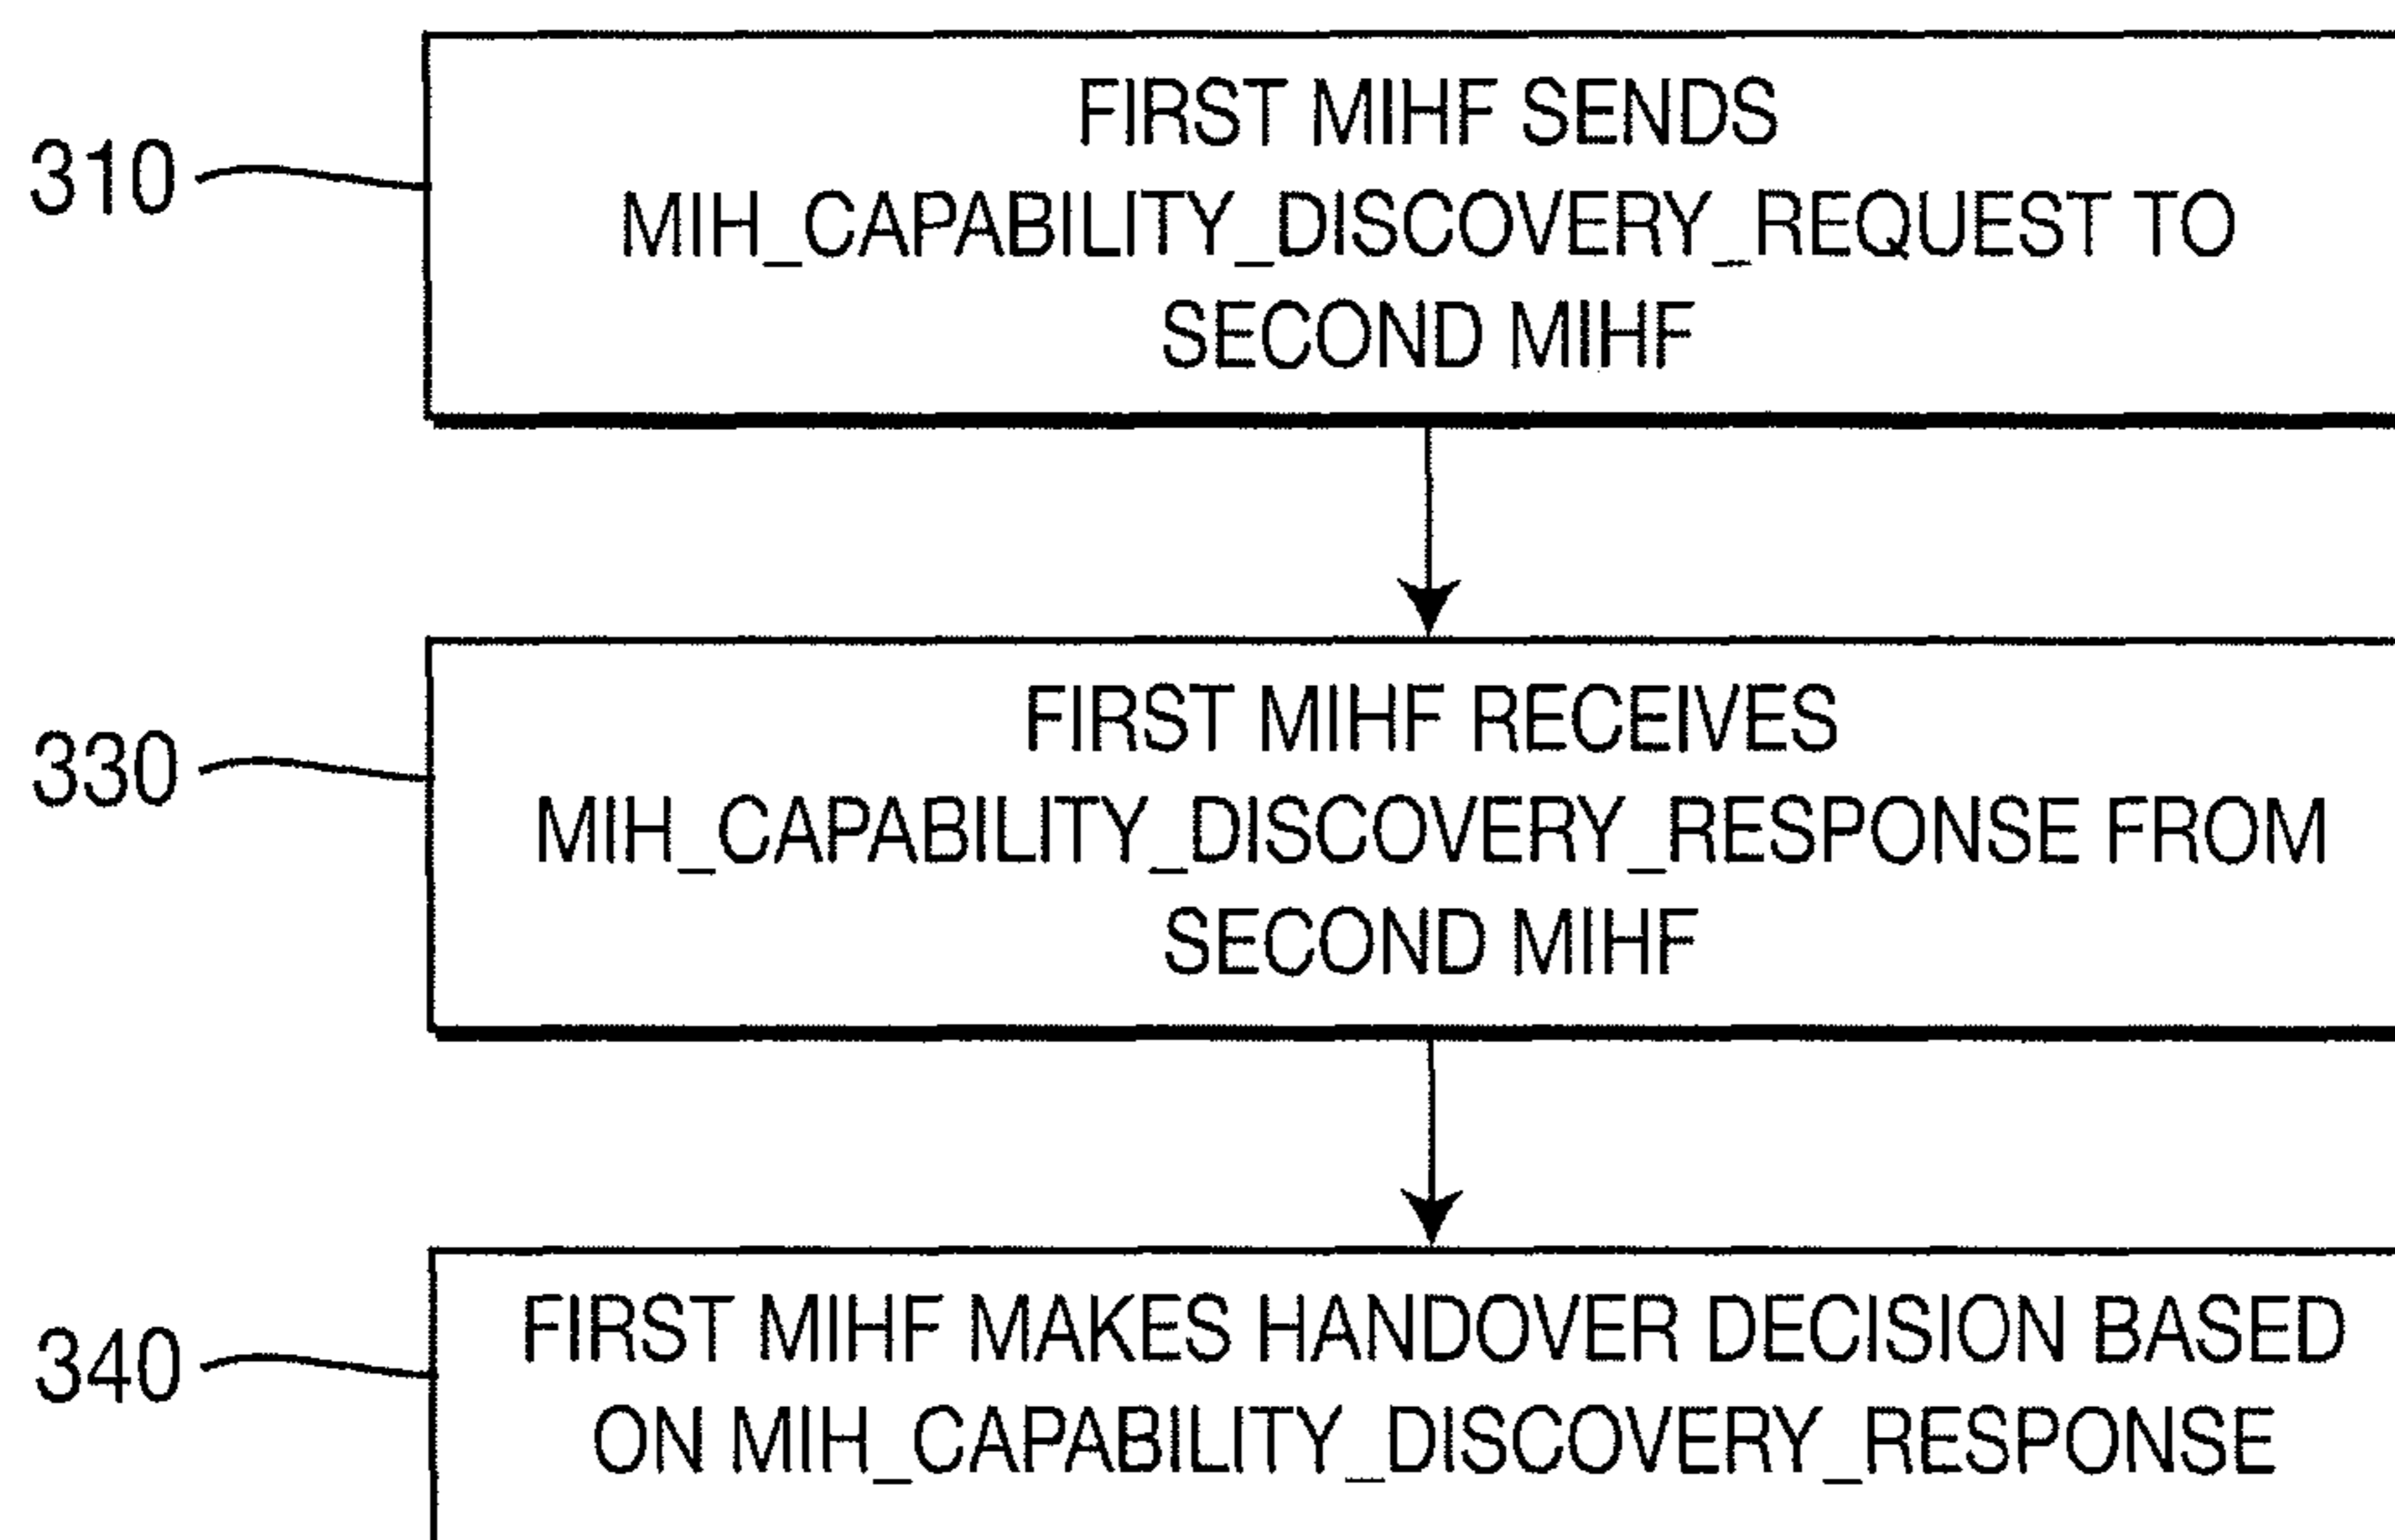 FIRST MIHF SENDS
310
MIH_CAPABILITY_DISCOVERY_REQUEST TO
SECOND MIHF
FIRST MIHF RECEIVES
330
MIH_CAPABILITY_DISCOVERY_RESPONSE FROM
SECOND MIHF
FIRST MIHF MAKES HANDOVER DECISION BASED
340
ON MIH_CAPABILITY_DISCOVERY_RESPONSE